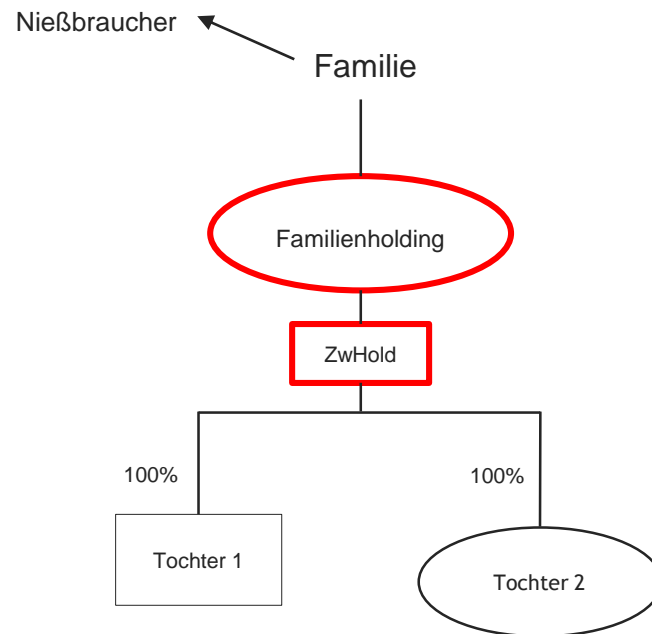 Nießbraucher
Familie
Familienholding
ZwHold
100%
100%
Tochter 1
Tochter 2